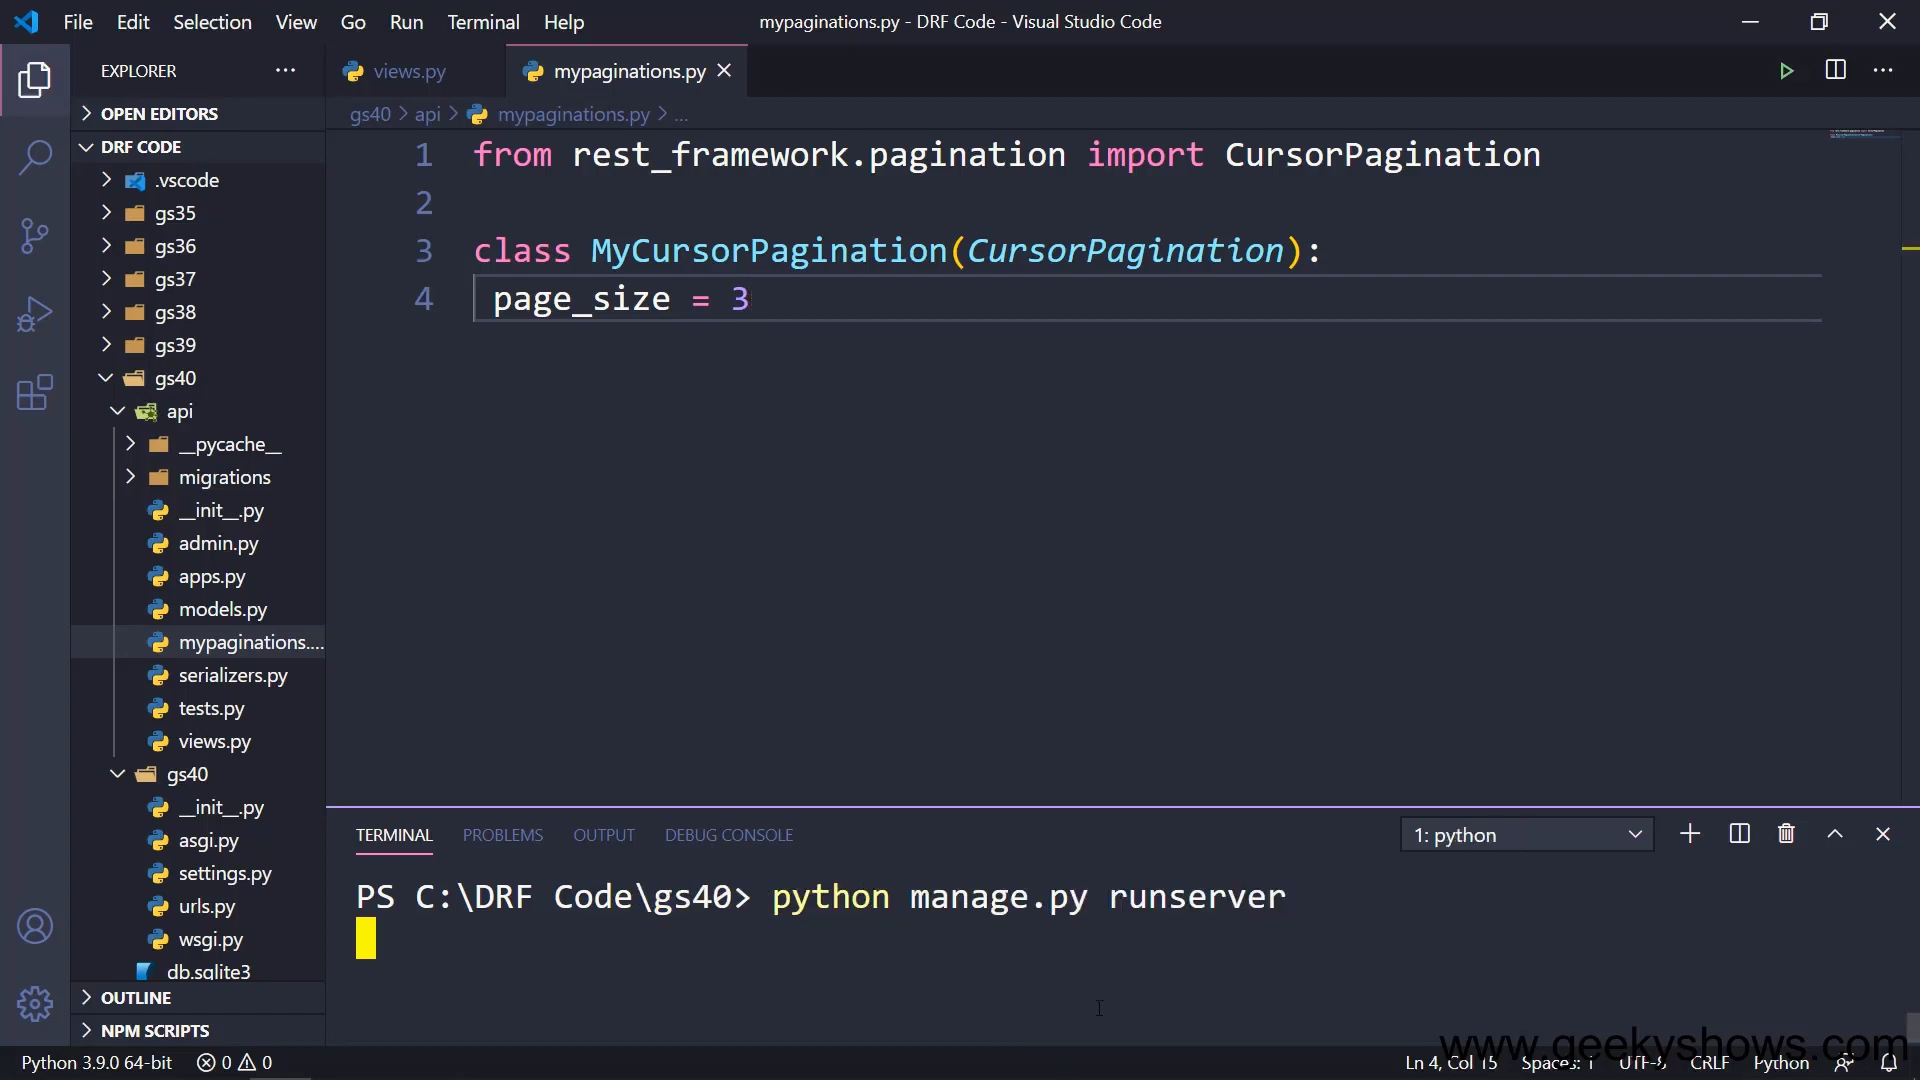 File Edit Selection View Go Run Terminal Help
mypaginations.py - DRF Code - Visual Studio Code
EXPLORER
views.py
mypaginations.py
OPEN EDITORS
gs40 > api > mypaginations.py > ...
DRF CODE
.vscode
gs35
gs36
gs37
gs38
gs39
gs40
api
__pycache__
migrations
__init__.py
admin.py
apps.py
models.py
mypaginations....
serializers.py
tests.py
views.py
gs40
__init__.py
asgi.py
settings.py
urls.py
wsgi.py
db.sqlite3
OUTLINE
NPM SCRIPTS
1 from rest_framework.pagination import CursorPagination
2
3 class MyCursorPagination(CursorPagination):
4 page_size = 3
TERMINAL PROBLEMS OUTPUT DEBUG CONSOLE
1: python
PS C:\DRF Code\gs40> python manage.py runserver
www.geekyshows.com
Python 3.9.0 64-bit 0 0
Ln 4, Col 15 Spaces: 1 UTF-8 CRLF Python